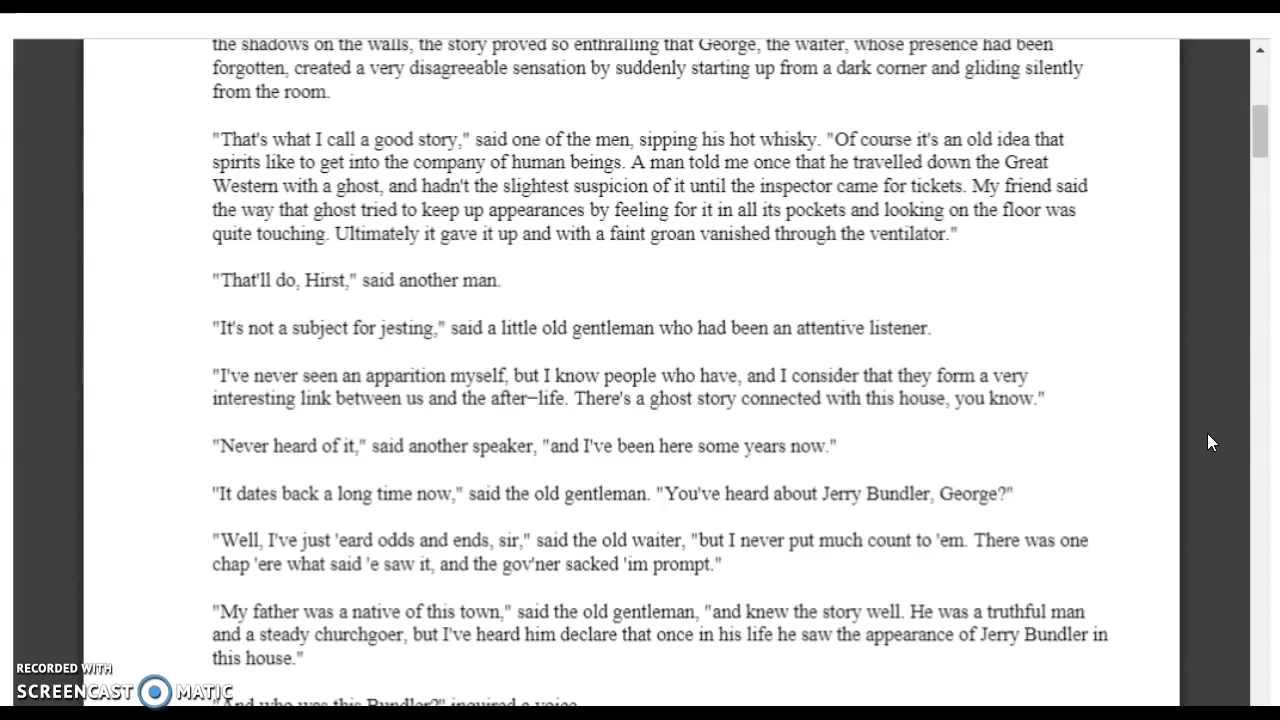 the shadows on the walls, the story proved so enthralling that George, the waiter, whose presence had been
forgotten, created a very disagreeable sensation by suddenly starting up from a dark corner and gliding silently
from the room.
"That's what I call a good story," said one of the men, sipping his hot whisky. "Of course it's an old idea that
spirits like to get into the company of human beings. A man told me once that he travelled down the Great
Western with a ghost, and hadn't the slightest suspicion of it until the inspector came for tickets. My friend said
the way that ghost tried to keep up appearances by feeling for it in all its pockets and looking on the floor was
quite touching. Ultimately it gave it up and with a faint groan vanished through the ventilator."
"That'll do, Hirst," said another man.
"It's not a subject for jesting," said a little old gentleman who had been an attentive listener.
"I've never seen an apparition myself, but I know people who have, and I consider that they form a very
interesting link between us and the after−life. There's a ghost story connected with this house, you know."
"Never heard of it," said another speaker, "and I've been here some years now."
"It dates back a long time now," said the old gentleman. "You've heard about Jerry Bundler, George?"
"Well, I've just 'eard odds and ends, sir," said the old waiter, "but I never put much count to 'em. There was one
chap 'ere what said 'e saw it, and the gov'ner sacked 'im prompt."
"My father was a native of this town," said the old gentleman, "and knew the story well. He was a truthful man
and a steady churchgoer, but I've heard him declare that once in his life he saw the appearance of Jerry Bundler in
this house."
"And who was this Bundler?" inquired a voice.
RECORDED WITH
SCREENCAST MATIC